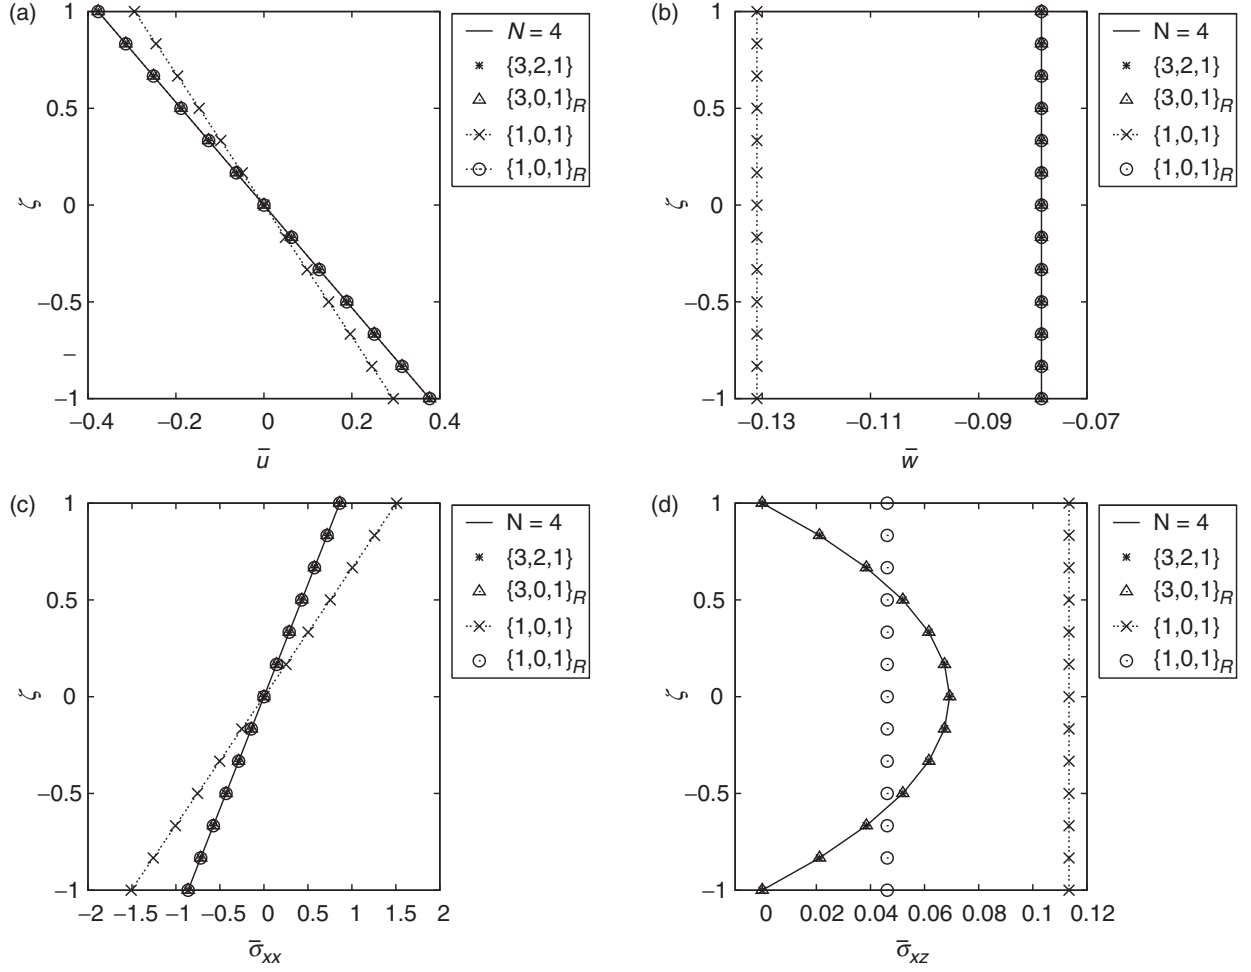 (a)
1
0.5
0
−0.5
−
−1
ζ
−0.4 −0.2 0 0.2 0.4
u̅
N = 4
{3,2,1}
{3,0,1}R
{1,0,1}
{1,0,1}R
(b)
1
0.5
0
−0.5
−1
ζ
−0.13 −0.11 −0.09 −0.07
w̅
N = 4
{3,2,1}
{3,0,1}R
{1,0,1}
{1,0,1}R
(c)
1
0.5
0
−0.5
−1
ζ
−2 −1.5 −1 −0.5 0 0.5 1 1.5 2
σ̅xx
N = 4
{3,2,1}
{3,0,1}R
{1,0,1}
{1,0,1}R
(d)
1
0.5
0
−0.5
−1
ζ
0 0.02 0.04 0.06 0.08 0.1 0.12
σ̅xz
N = 4
{3,2,1}
{3,0,1}R
{1,0,1}
{1,0,1}R